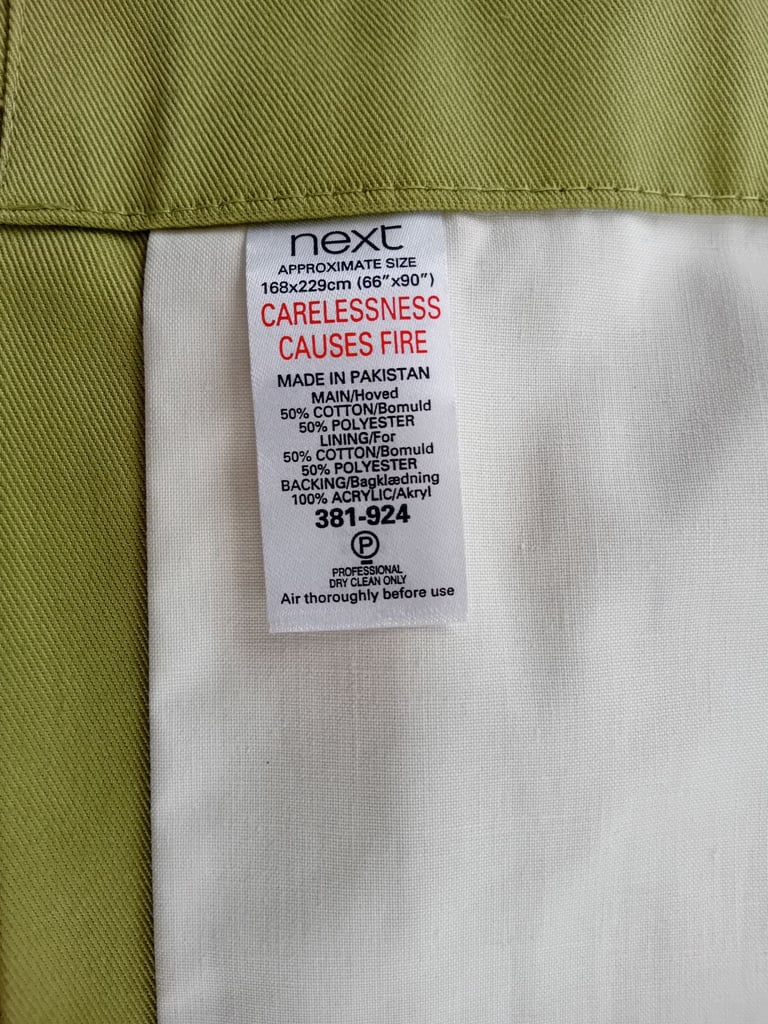 next
APPROXIMATE SIZE
168x229cm (66"x90")
CARELESSNESS
CAUSES FIRE
MADE IN PAKISTAN
MAIN/Hoved
50% COTTON/Bomuld
50% POLYESTER
LINING/For
50% COTTON/Bomuld
50% POLYESTER
BACKING/Bagklædning
100% ACRYLIC/Akryl
381-924
P
PROFESSIONAL
DRY CLEAN ONLY
Air thoroughly before use